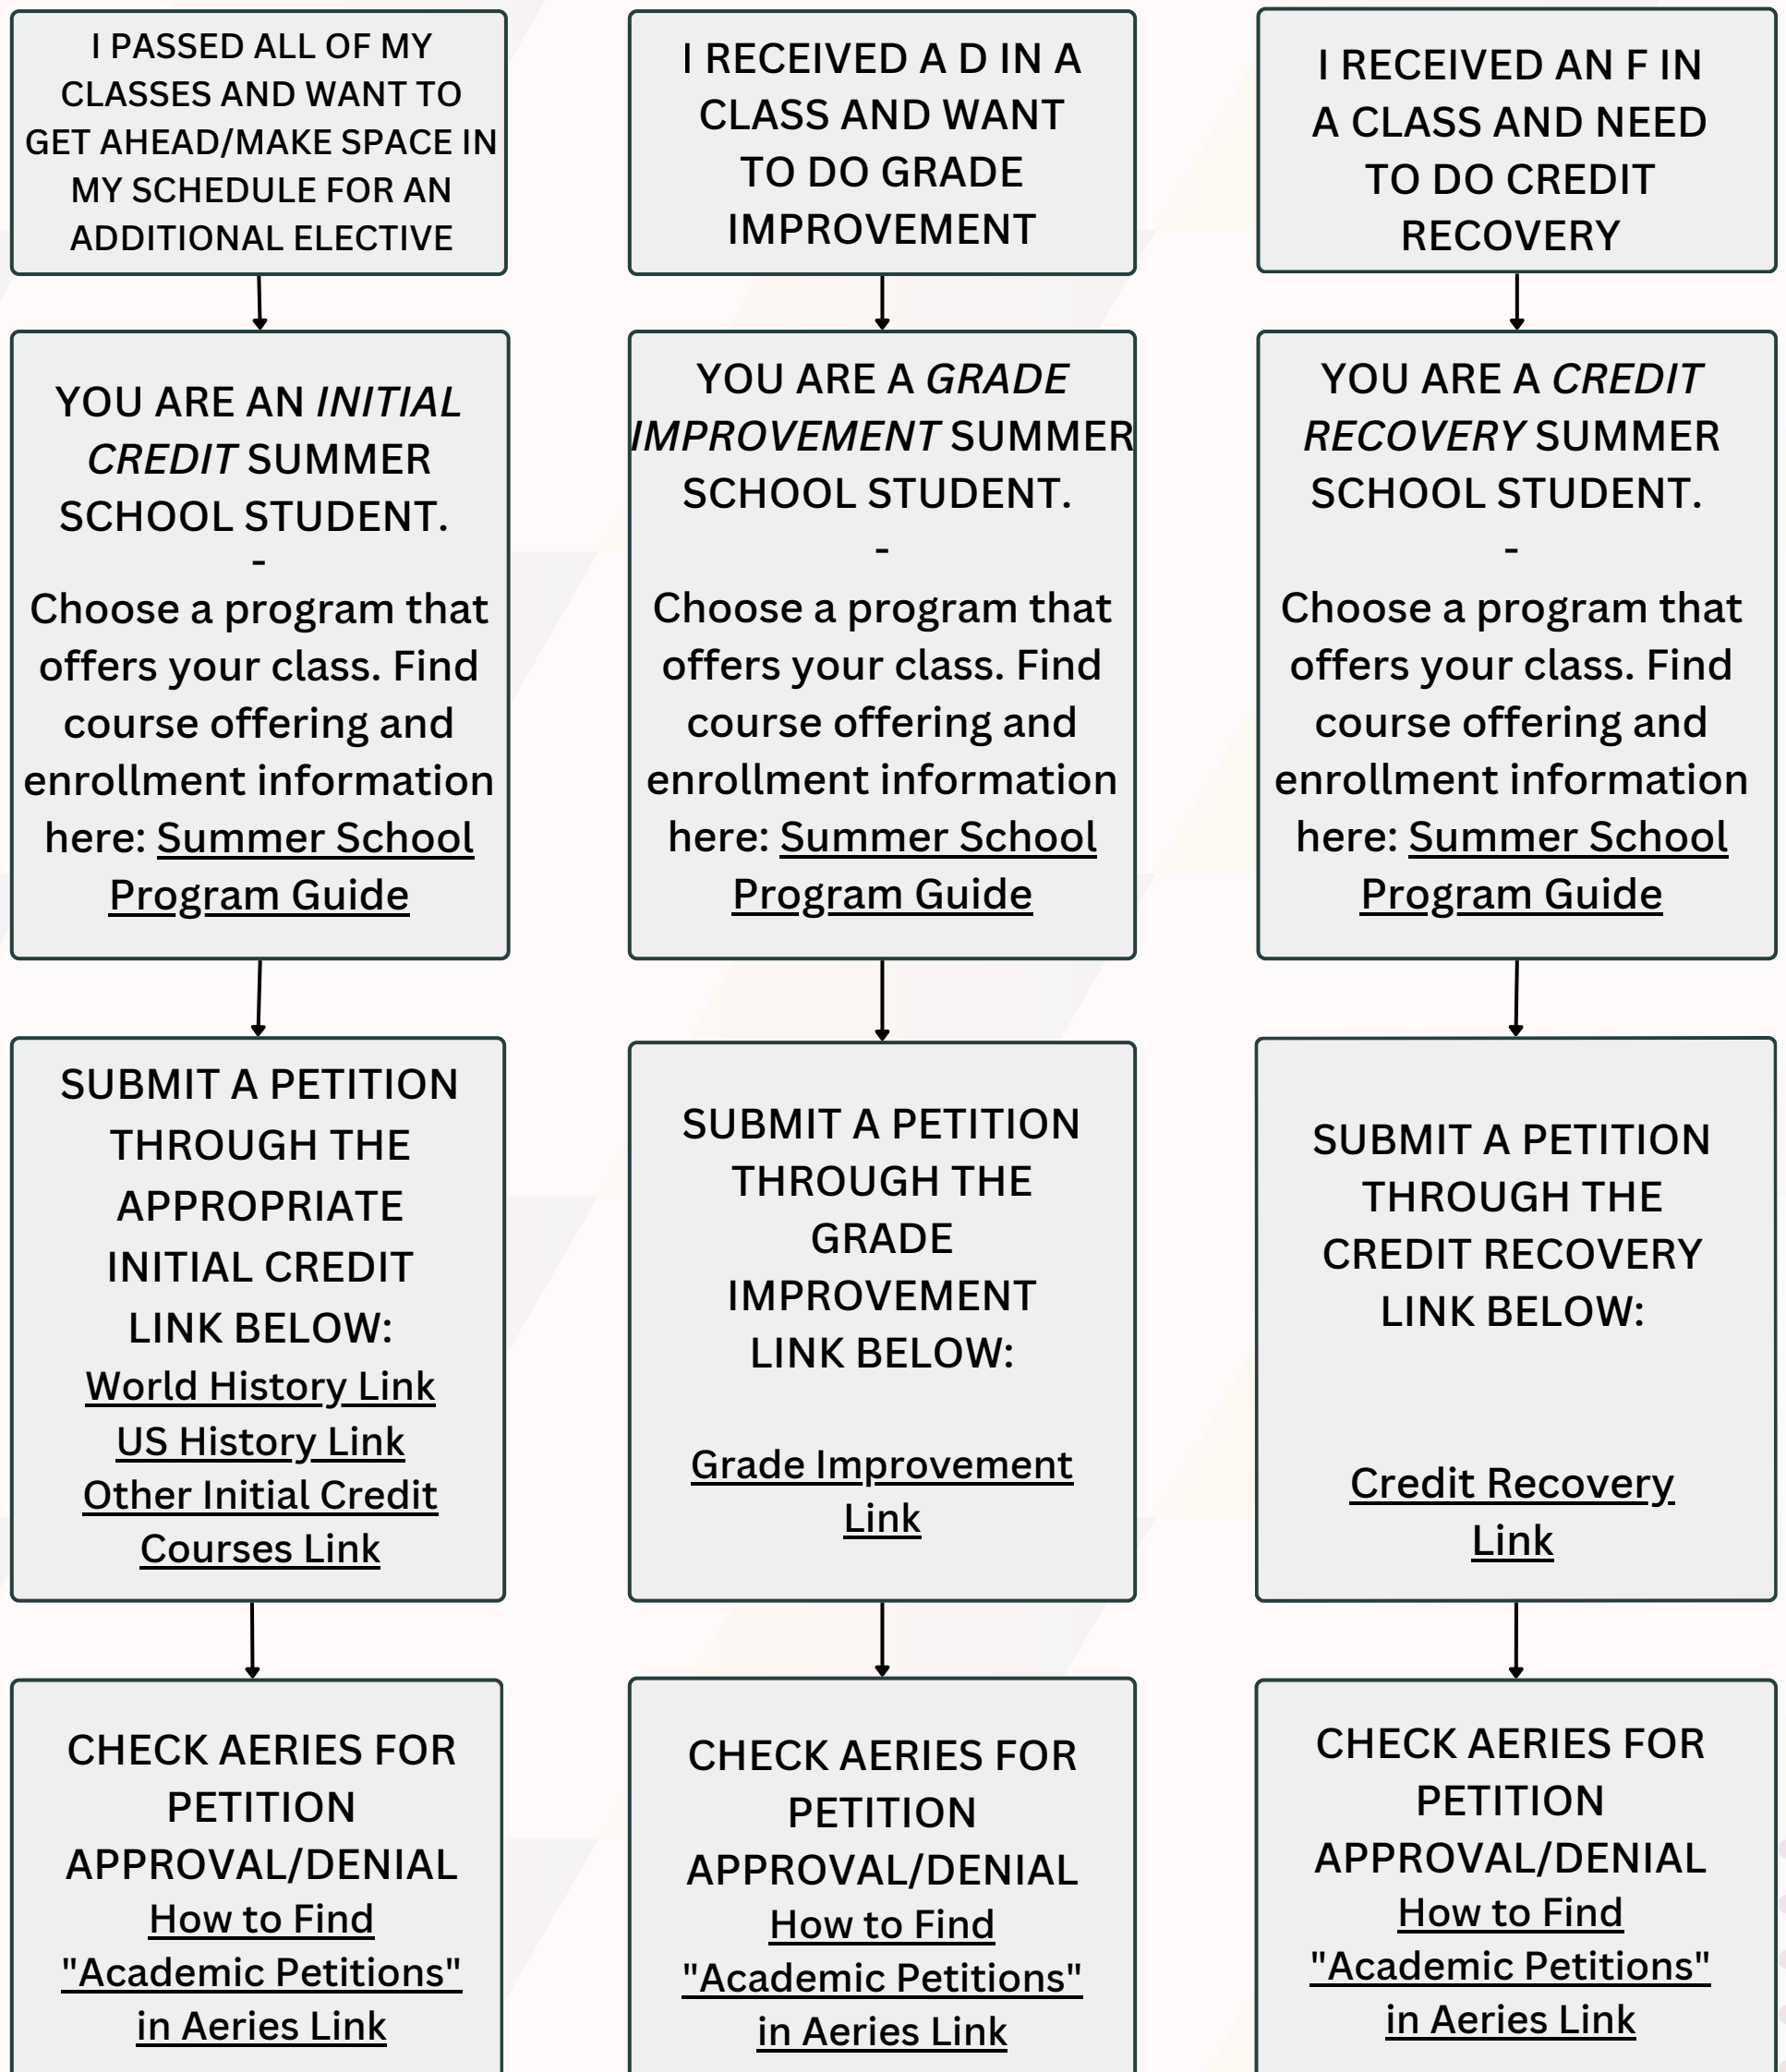 I PASSED ALL OF MY
CLASSES AND WANT TO
GET AHEAD/MAKE SPACE IN
MY SCHEDULE FOR AN
ADDITIONAL ELECTIVE
YOU ARE AN INITIAL
CREDIT SUMMER
SCHOOL STUDENT.
-
Choose a program that
offers your class. Find
course offering and
enrollment information
here: Summer School
Program Guide
SUBMIT A PETITION
THROUGH THE
APPROPRIATE
INITIAL CREDIT
LINK BELOW:
World History Link
US History Link
Other Initial Credit
Courses Link
CHECK AERIES FOR
PETITION
APPROVAL/DENIAL
How to Find
"Academic Petitions"
in Aeries Link
I RECEIVED A D IN A
CLASS AND WANT
TO DO GRADE
IMPROVEMENT
YOU ARE A GRADE
IMPROVEMENT SUMMER
SCHOOL STUDENT.
-
Choose a program that
offers your class. Find
course offering and
enrollment information
here: Summer School
Program Guide
SUBMIT A PETITION
THROUGH THE
GRADE
IMPROVEMENT
LINK BELOW:
Grade Improvement
Link
CHECK AERIES FOR
PETITION
APPROVAL/DENIAL
How to Find
"Academic Petitions"
in Aeries Link
I RECEIVED AN F IN
A CLASS AND NEED
TO DO CREDIT
RECOVERY
YOU ARE A CREDIT
RECOVERY SUMMER
SCHOOL STUDENT.
-
Choose a program that
offers your class. Find
course offering and
enrollment information
here: Summer School
Program Guide
SUBMIT A PETITION
THROUGH THE
CREDIT RECOVERY
LINK BELOW:
Credit Recovery
Link
CHECK AERIES FOR
PETITION
APPROVAL/DENIAL
How to Find
"Academic Petitions"
in Aeries Link